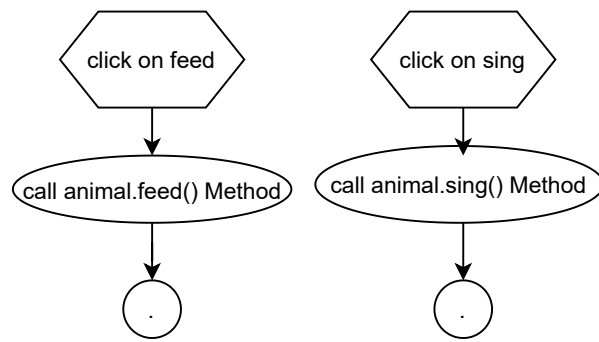 click on feed
click on sing
call animal.feed() Method
call animal.sing() Method
.
.